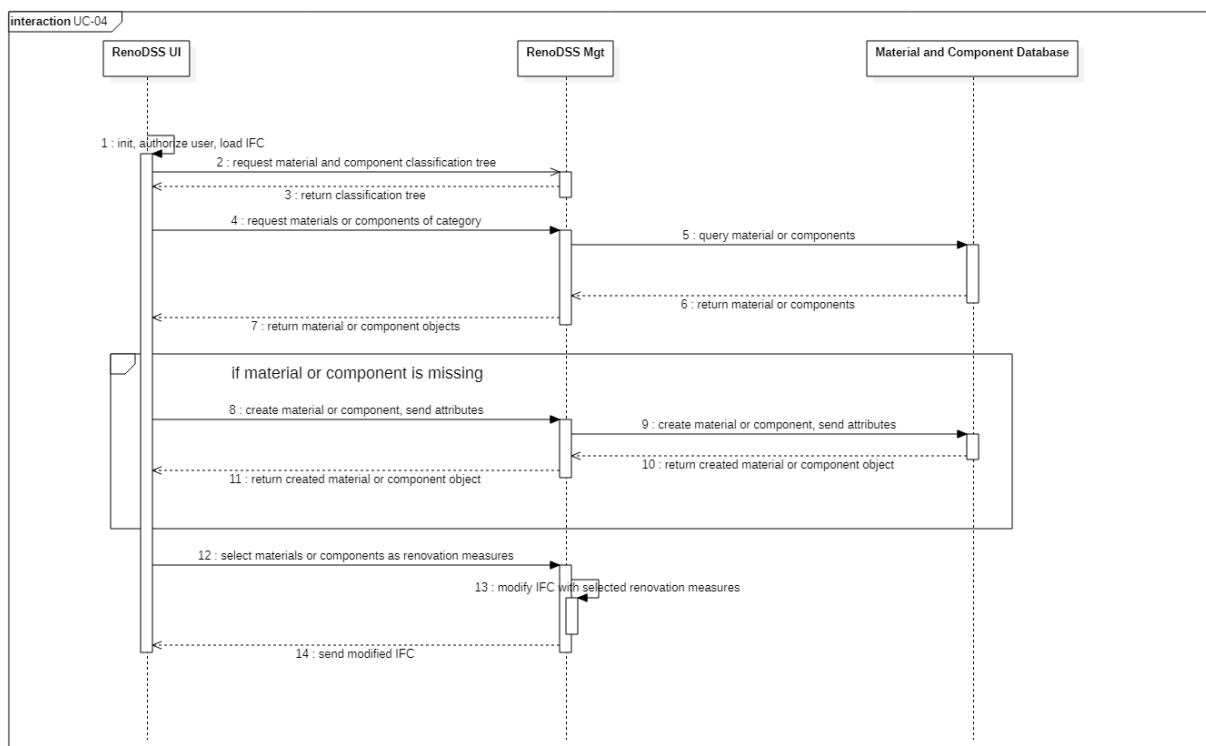 interaction UC-04
RenoDSS UI
RenoDSS Mgt
Material and Component Database
1 : init, authorize user, load IFC
2 : request material and component classification tree
3 : return classification tree
4 : request materials or components of category
5 : query material or components
6 : return material or components
7 : return material or component objects
if material or component is missing
8 : create material or component, send attributes
9 : create material or component, send attributes
10 : return created material or component object
11 : return created material or component object
12 : select materials or components as renovation measures
13 : modify IFC with selected renovation measures
14 : send modified IFC